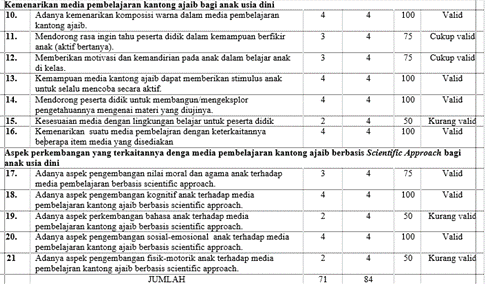 Kemenarikan media pembelajaran kantong ajaib bagi anak usia dini
10. Adanya kemenarikan komposisi warna dalam media pembelajaran 4 4 100 Valid
kantong ajaib.
11. Mendorong rasa ingin tahu peserta didik dalam kemampuan berfikir 3 4 75 Cukup valid
anak (aktif bertanya).
12. Memberikan motivasi dan kemandirian pada anak dalam belajar anak 3 4 75 Cukup valid
di kelas.
13. Kemampuan media kantong ajaib dapat memberikan stimulus anak 4 4 100 Valid
untuk selalu mencoba secara aktif.
14. Mendorong peserta didik untuk membangun/mengeksplor 4 4 100 Valid
pengetahuannya mengenai materi yang diujinya.
15. Kesesuaian media dengan lingkungan belajar untuk peserta didik 2 4 50 Kurang valid
16. Kemenarikan suatu media pembelajran dengan keterkaitannya 4 4 100 Valid
beberapa item media yang disediakan
Aspek perkembangan yang terkaitannya denga media pembelajaran kantong ajaib berbasis Scientific Approach bagi
anak usia dini
17. Adanya aspek pengembangan nilai moral dan agama anak terhadap 3 4 75 Valid
media pembelajaran berbasis scientific approach.
18. Adanya aspek pengembangan kognitif anak terhadap media 4 4 100 Valid
pembelajaran kantong ajaib berbasis scientific approach.
19. Adanya aspek perkembangan bahasa anak terhadap media 2 4 50 Kurang valid
pembelajaran kantong ajaib berbasis scientific approach.
20. Adanya aspek pengembangan sosial-emosional anak terhadap media 4 4 100 Valid
pembelajaran kantong ajaib berbasis scientific approach.
21 Adanya aspek pengembangan fisik-motorik anak terhadap media 2 4 50 Kurang valid
pembelajran kantong ajaib berbasis scientific approach.
JUMLAH 71 84